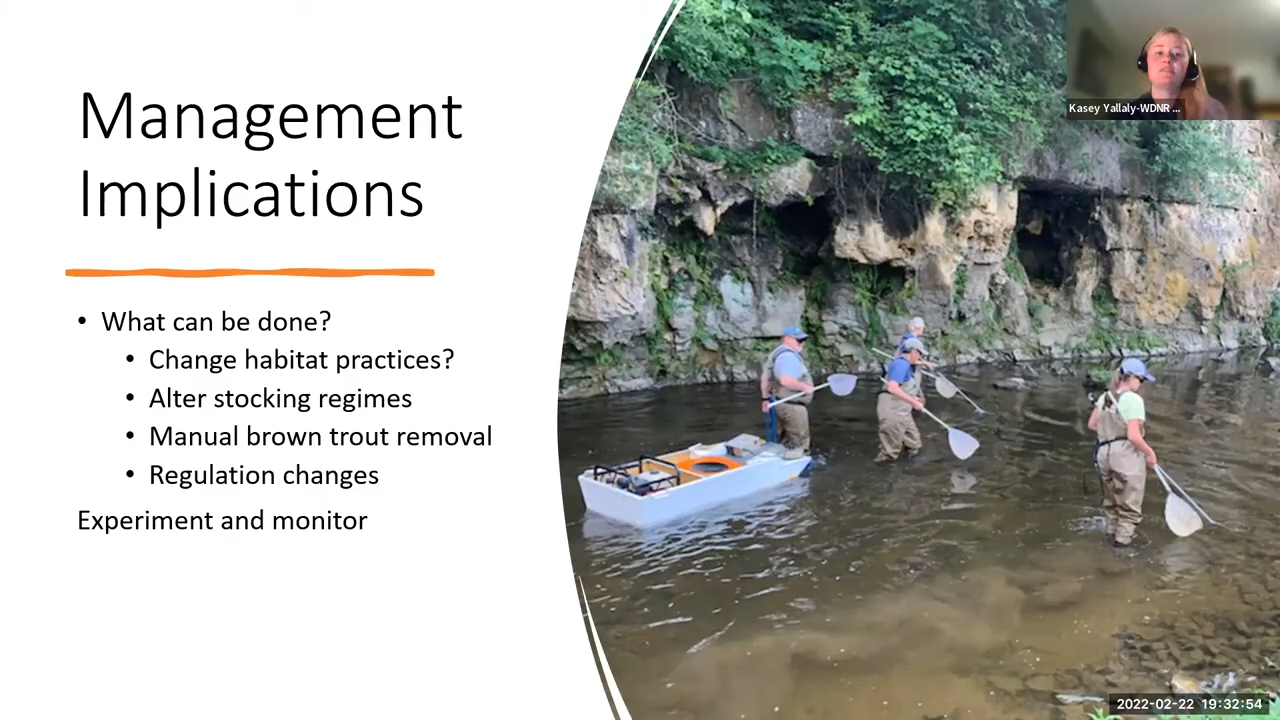 Management
Implications
• What can be done?
• Change habitat practices?
• Alter stocking regimes
• Manual brown trout removal
• Regulation changes
Experiment and monitor
Kasey Yallaly-WDNR ...
2022-02-22 19:32:54